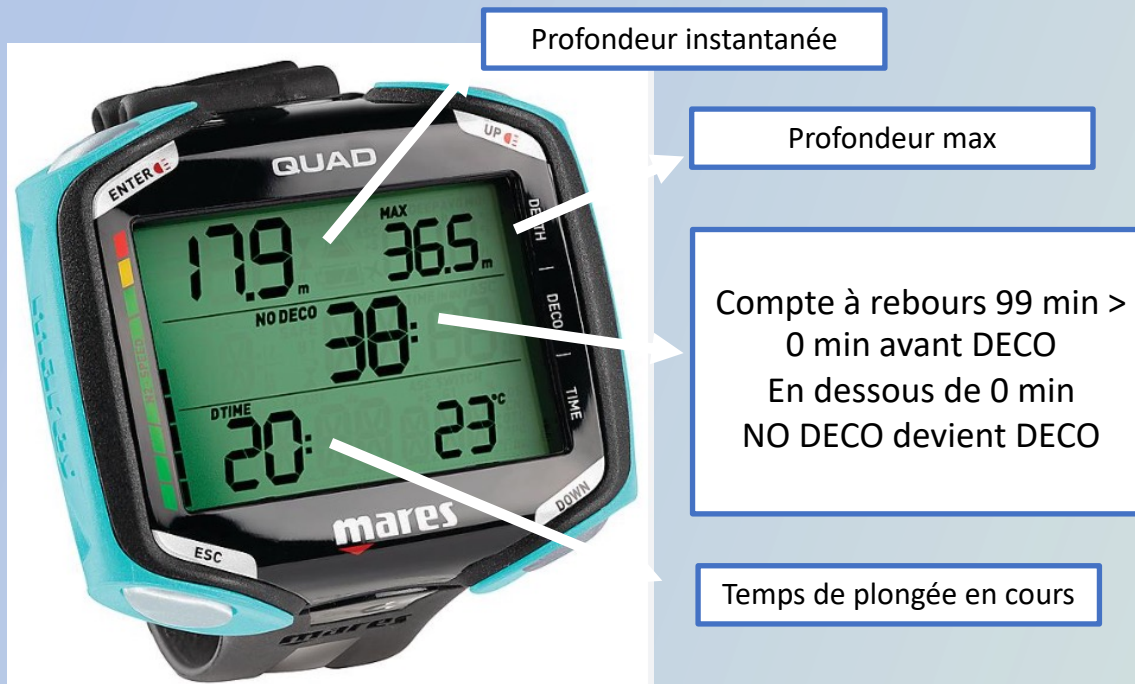 Profondeur instantanée
Profondeur max
Compte à rebours 99 min >
0 min avant DECO
En dessous de 0 min
NO DECO devient DECO
Temps de plongée en cours
ENTER
UP
QUAD
17.9 m
MAX
36.5 m
DEPTH
NO DECO
38:
DECO
SPEED
DTIME
20:
23°C
TIME
mares
ESC
DOWN
mares